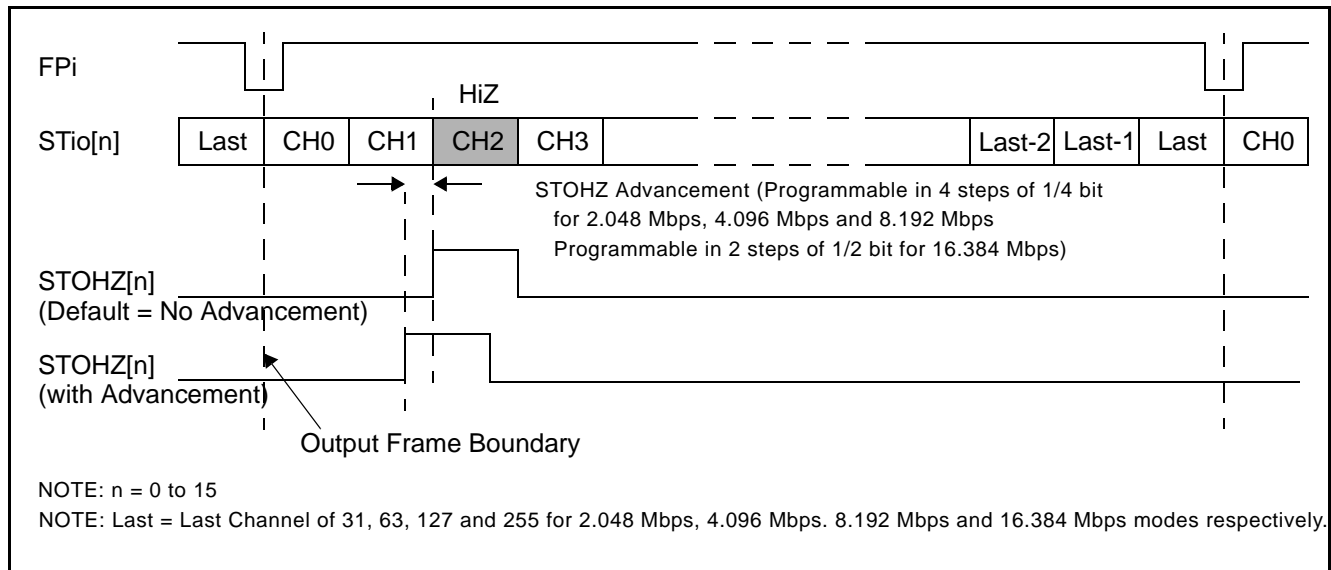 FPi
HiZ
STio[n] Last CH0 CH1 CH2 CH3 Last-2 Last-1 Last CH0
STOHZ Advancement (Programmable in 4 steps of 1/4 bit
for 2.048 Mbps, 4.096 Mbps and 8.192 Mbps
Programmable in 2 steps of 1/2 bit for 16.384 Mbps)
STOHZ[n]
(Default = No Advancement)
STOHZ[n]
(with Advancement)
Output Frame Boundary
NOTE: n = 0 to 15
NOTE: Last = Last Channel of 31, 63, 127 and 255 for 2.048 Mbps, 4.096 Mbps. 8.192 Mbps and 16.384 Mbps modes respectively.